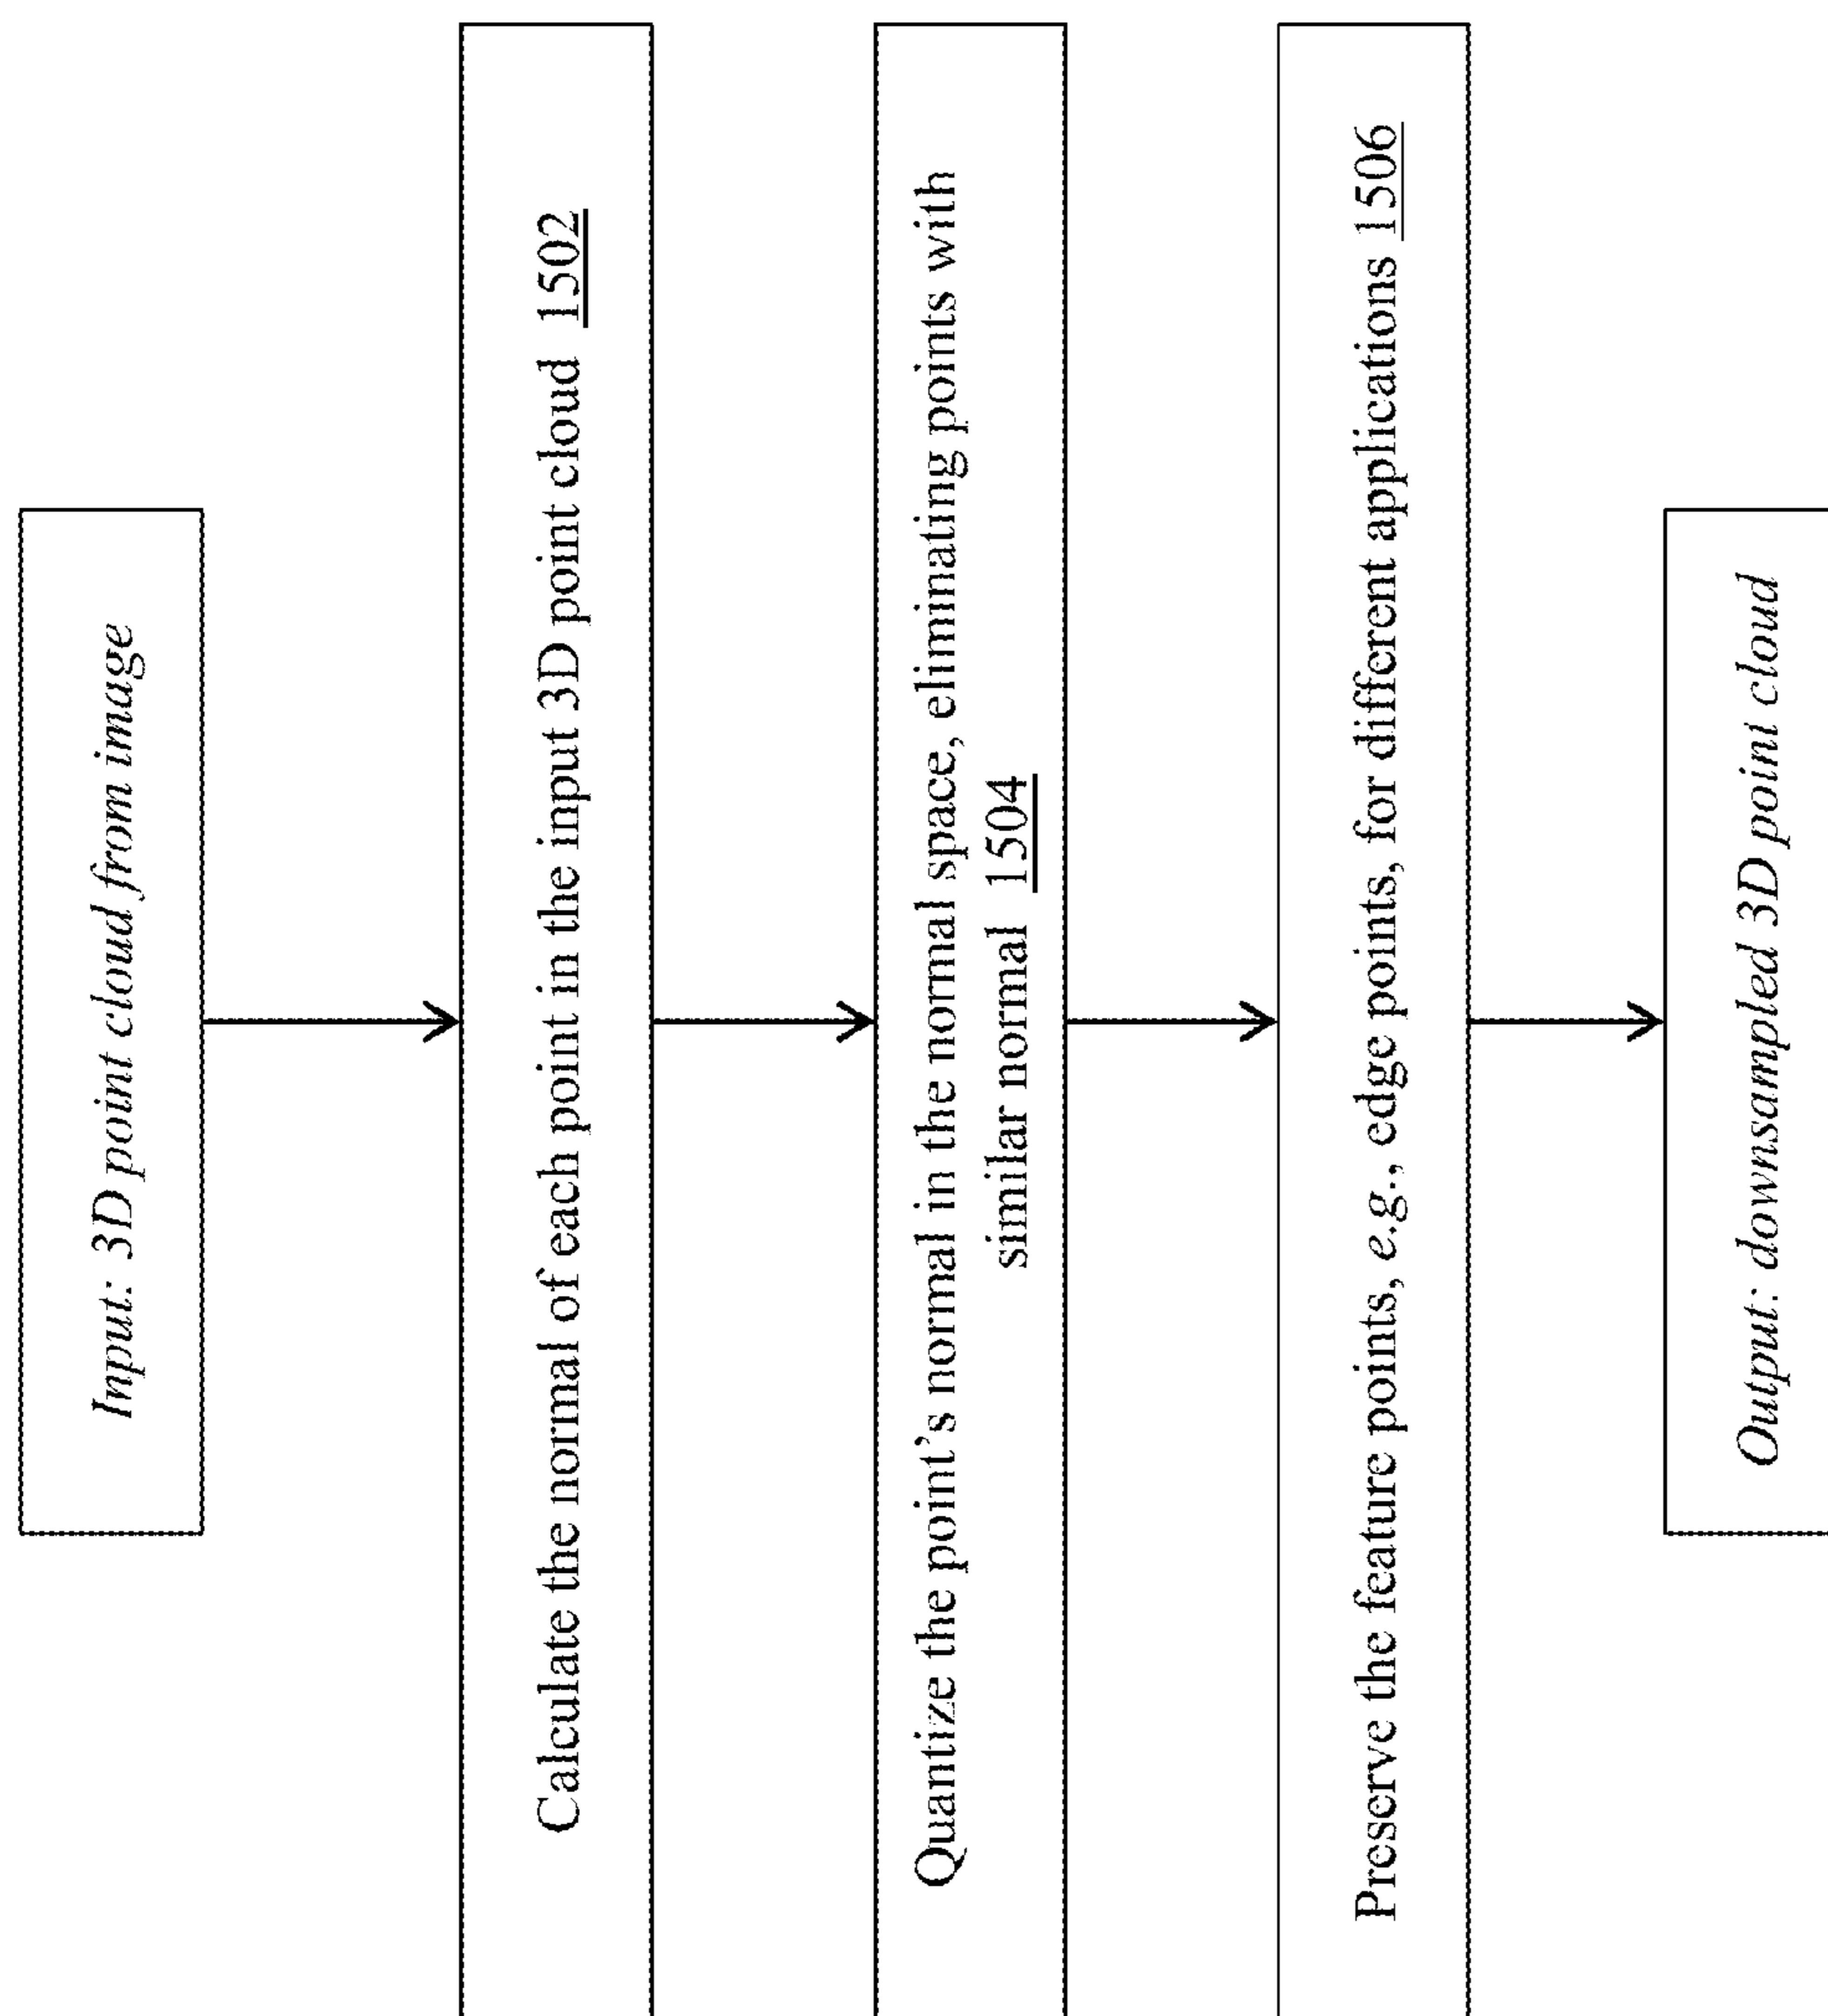 Input: 3D point cloud from image
Calculate the normal of each point in the input 3D point cloud 1502
Quantize the point's normal in the normal space, eliminating points with
similar normal 1504
Preserve the feature points, e.g., edge points, for different applications 1506
Output: downsampled 3D point cloud